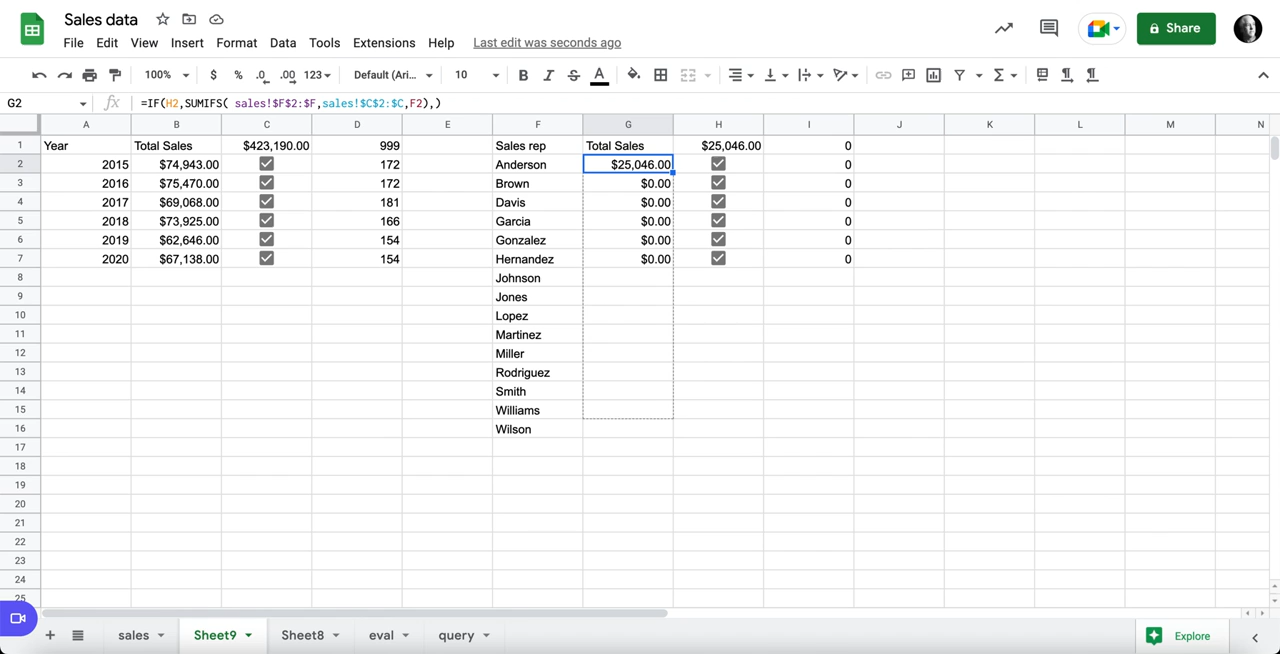 Sales data
File Edit View Insert Format Data Tools Extensions Help Last edit was seconds ago
Share
100% $ % .0 .00 123 Default (Ari... 10 B I S A
G2 fx =IF(H2,SUMIFS( sales!$F$2:$F,sales!$C$2:$C,F2),)
A B C D E F G H I J K L M N
1 Year Total Sales $423,190.00 999 Sales rep Total Sales $25,046.00 0
2 2015 $74,943.00 172 Anderson $25,046.00 0
3 2016 $75,470.00 172 Brown $0.00 0
4 2017 $69,068.00 181 Davis $0.00 0
5 2018 $73,925.00 166 Garcia $0.00 0
6 2019 $62,646.00 154 Gonzalez $0.00 0
7 2020 $67,138.00 154 Hernandez $0.00 0
8 Johnson
9 Jones
10 Lopez
11 Martinez
12 Miller
13 Rodriguez
14 Smith
15 Williams
16 Wilson
17
18
19
20
21
22
23
24
25
sales Sheet9 Sheet8 eval query Explore